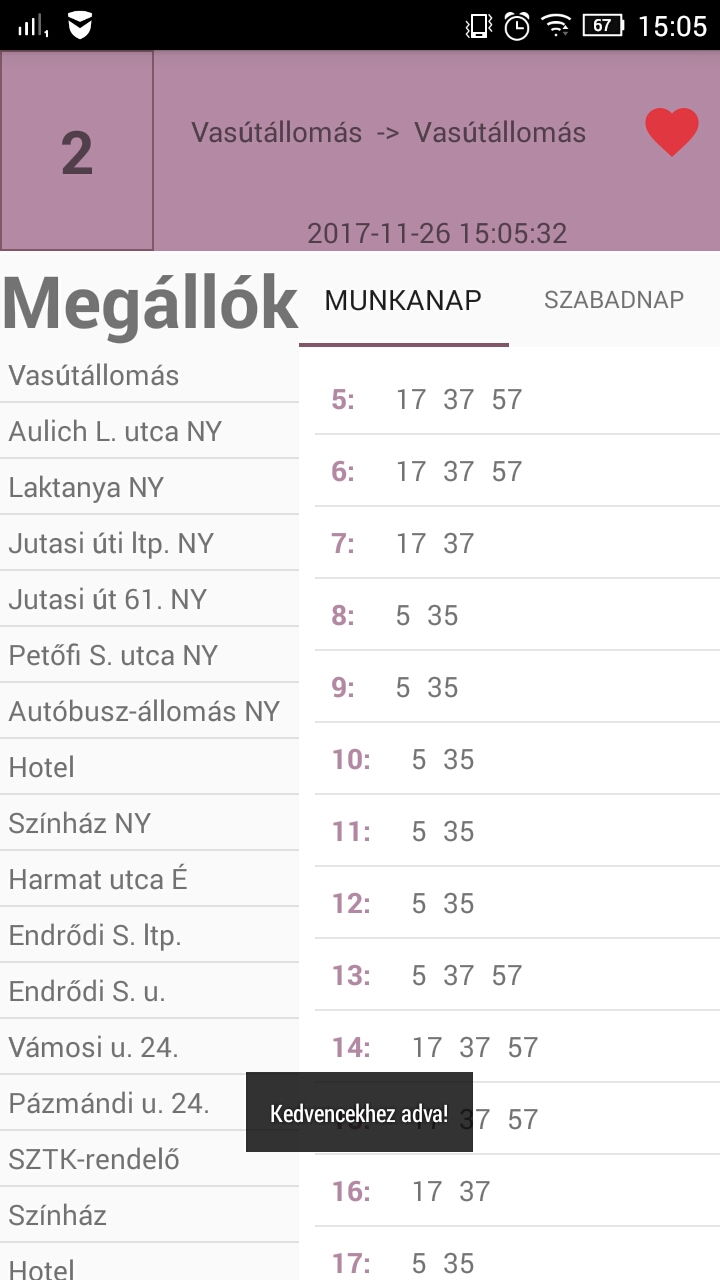 67 15:05
2
Vasútállomás -> Vasútállomás
2017-11-26 15:05:32
Megállók
MUNKANAP SZABADNAP
Vasútállomás
Aulich L. utca NY
Laktanya NY
Jutasi úti ltp. NY
Jutasi út 61. NY
Petőfi S. utca NY
Autóbusz-állomás NY
Hotel
Színház NY
Harmat utca É
Endrődi S. ltp.
Endrődi S. u.
Vámosi u. 24.
Pázmándi u. 24.
SZTK-rendelő
Színház
Hotel
5: 17 37 57
6: 17 37 57
7: 17 37
8: 5 35
9: 5 35
10: 5 35
11: 5 35
12: 5 35
13: 5 37 57
14: 17 37 57
37 57
16: 17 37
17: 5 35
Kedvencekhez adva!